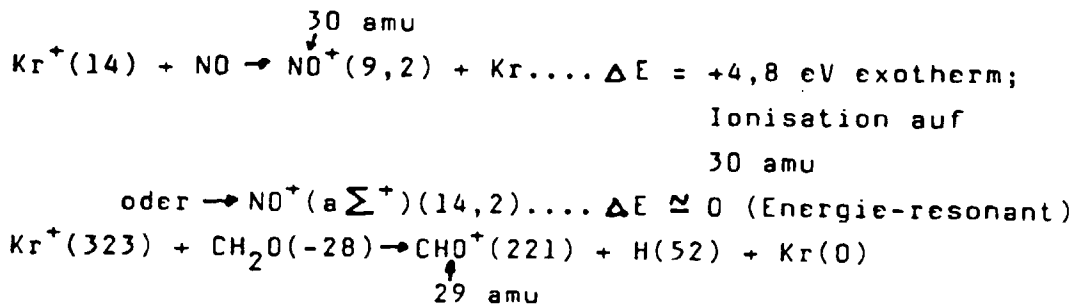 30 amu
Kr⁺(14) + NO → NO⁺(9,2) + Kr.... ΔE = +4,8 eV exotherm;
Ionisation auf
30 amu
oder → NO⁺(aΣ⁺)(14,2).... ΔE ≃ 0 (Energie-resonant)
Kr⁺(323) + CH₂O(-28)→CHO⁺(221) + H(52) + Kr(0)
29 amu